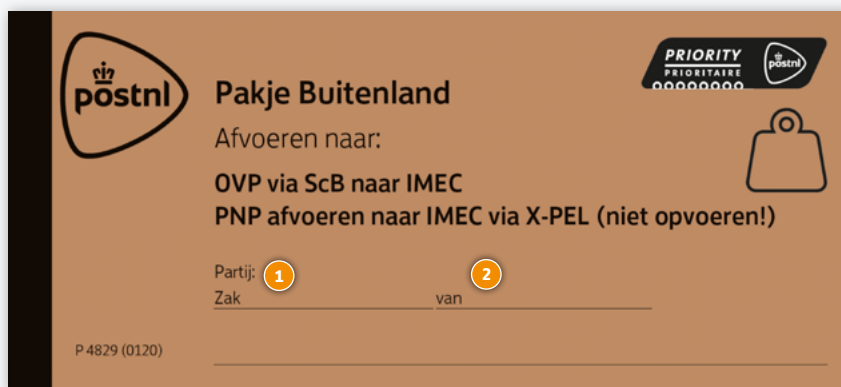 postnl
PRIORITY
PRIORITAIRE
postnl
Pakje Buitenland
Afvoeren naar:
OVP via ScB naar IMEC
PNP afvoeren naar IMEC via X-PEL (niet opvoeren!)
Partij: 1 2
Zak van
P 4829 (0120)